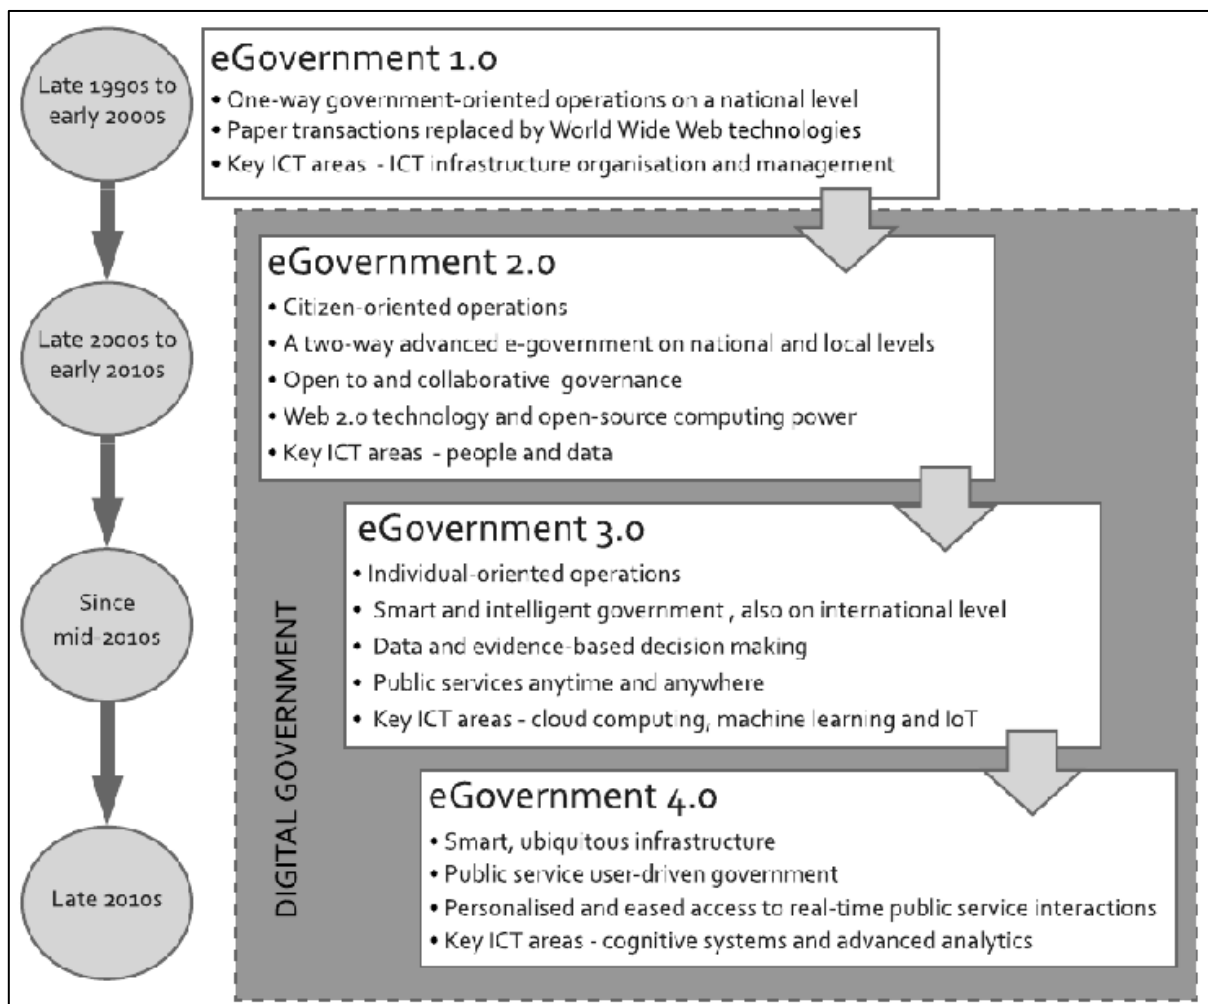 Late 1990s to
early 2000s
eGovernment 1.0
• One-way government-oriented operations on a national level
• Paper transactions replaced by World Wide Web technologies
• Key ICT areas - ICT infrastructure organisation and management
Late 2000s to
early 2010s
eGovernment 2.0
• Citizen-oriented operations
• A two-way advanced e-government on national and local levels
• Open to and collaborative governance
• Web 2.0 technology and open-source computing power
• Key ICT areas - people and data
Since
mid-2010s
eGovernment 3.0
• Individual-oriented operations
• Smart and intelligent government , also on international level
• Data and evidence-based decision making
• Public services anytime and anywhere
• Key ICT areas - cloud computing, machine learning and IoT
Late 2010s
eGovernment 4.0
• Smart, ubiquitous infrastructure
• Public service user-driven government
• Personalised and eased access to real-time public service interactions
• Key ICT areas - cognitive systems and advanced analytics
DIGITAL GOVERNMENT